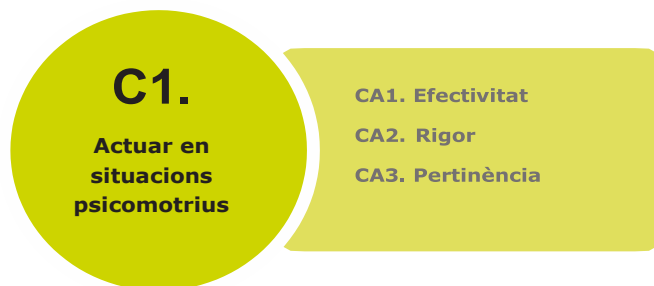 C1.
Actuar en
situacions
psicomotrius
CA1. Efectivitat
CA2. Rigor
CA3. Pertinència